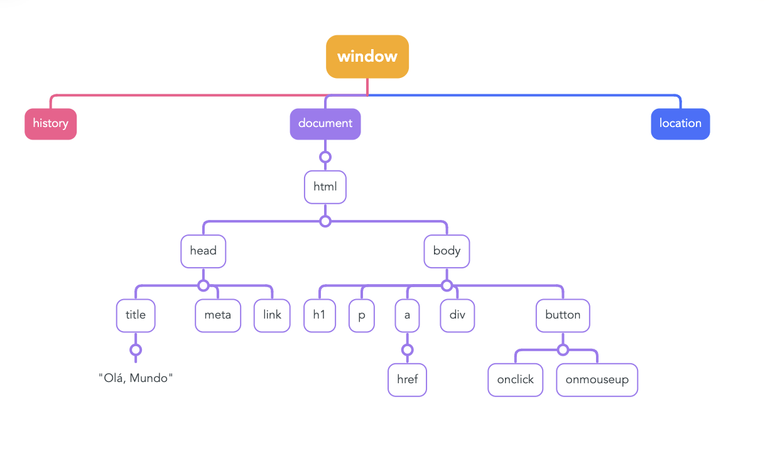 window
history
document
location
html
head
body
title
meta
link
h1
p
a
div
button
"Olá, Mundo"
href
onclick
onmouseup